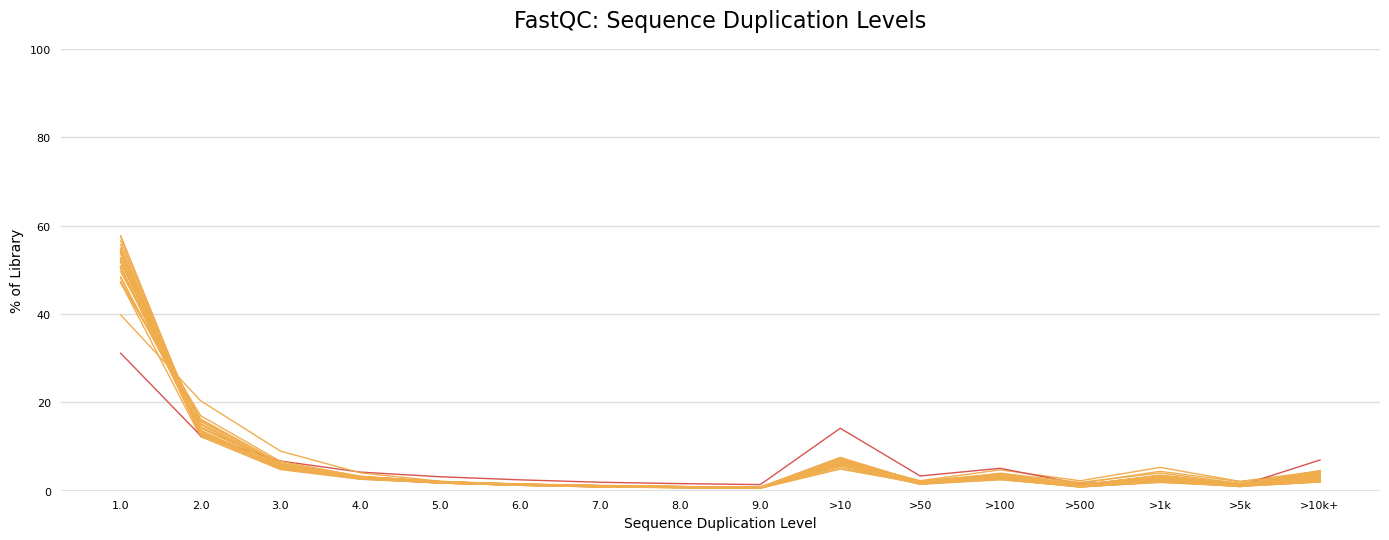 FastQC: Sequence Duplication Levels
100
80
60
40
20
0
% of Library
1.0 2.0 3.0 4.0 5.0 6.0 7.0 8.0 9.0 >10 >50 >100 >500 >1k >5k >10k+
Sequence Duplication Level